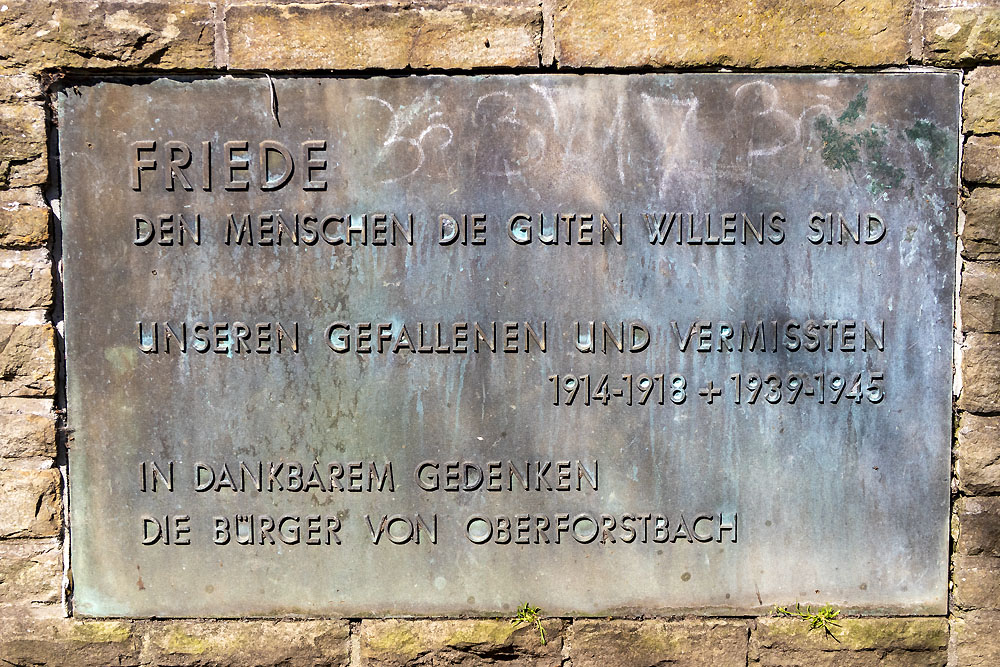 FRIEDE
DEN MENSCHEN DIE GUTEN WILLENS SIND
UNSEREN GEFALLENEN UND VERMISSTEN
1914-1918 + 1939-1945
IN DANKBAREM GEDENKEN
DIE BÜRGER VON OBERFORSTBACH